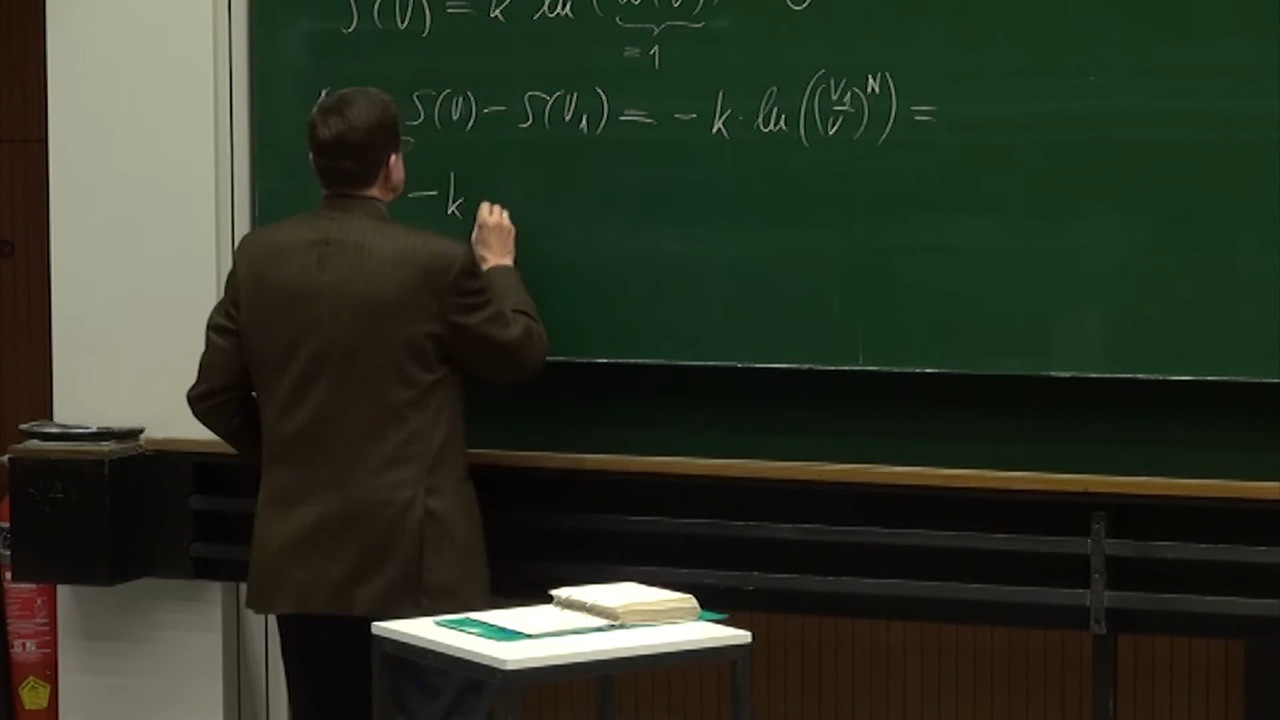 S(V) = k ln
= 1
S(V) - S(V₁) = - k · ln((V₁/V)ᴺ) =
- k